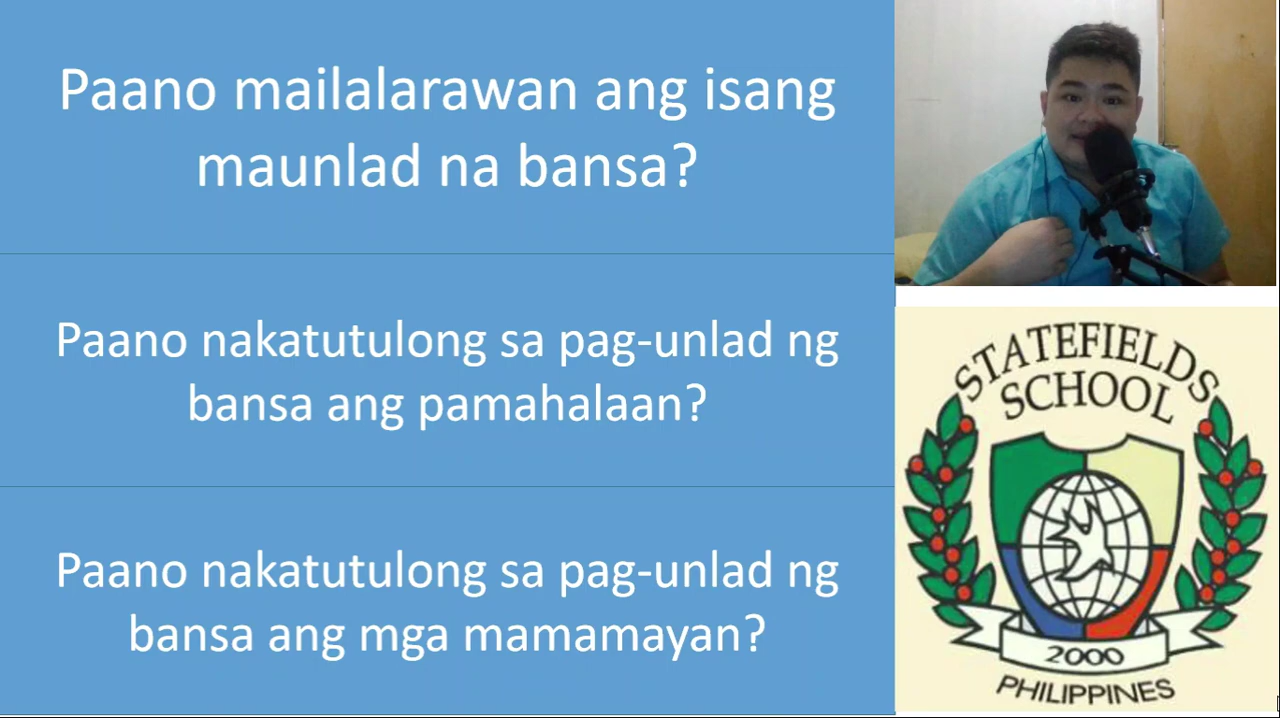 Paano mailalarawan ang isang
maunlad na bansa?
Paano nakatutulong sa pag-unlad ng
bansa ang pamahalaan?
Paano nakatutulong sa pag-unlad ng
bansa ang mga mamamayan?
STATEFIELDS
SCHOOL
2000
PHILIPPINES